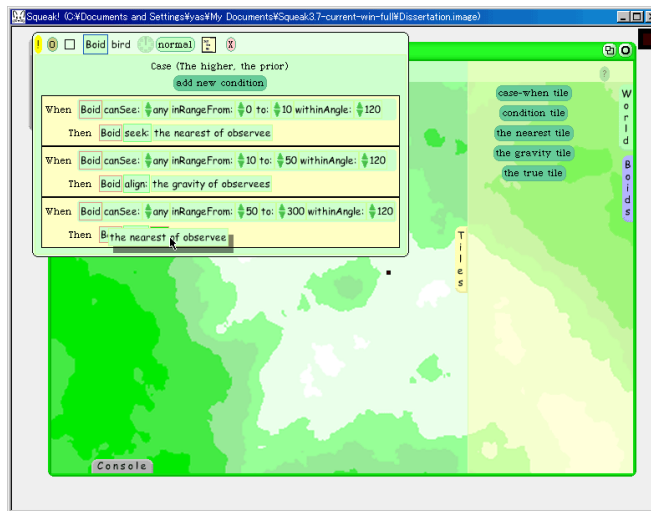 Squeak! (C:¥Documents and Settings¥yas¥My Documents¥Squeak3.7-current-win-full¥Dissertation.image)
! O Boid bird normal X
Case (The higher, the prior)
add new condition
When Boid canSee: any inRangeFrom: 0 to: 10 withinAngle: 120
Then Boid seek: the nearest of observee
When Boid canSee: any inRangeFrom: 10 to: 50 withinAngle: 120
Then Boid align: the gravity of observees
When Boid canSee: any inRangeFrom: 50 to: 300 withinAngle: 120
Then B the nearest of observee
?
case-when tile
condition tile
the nearest tile
the gravity tile
the true tile
World
Boids
Tiles
Console